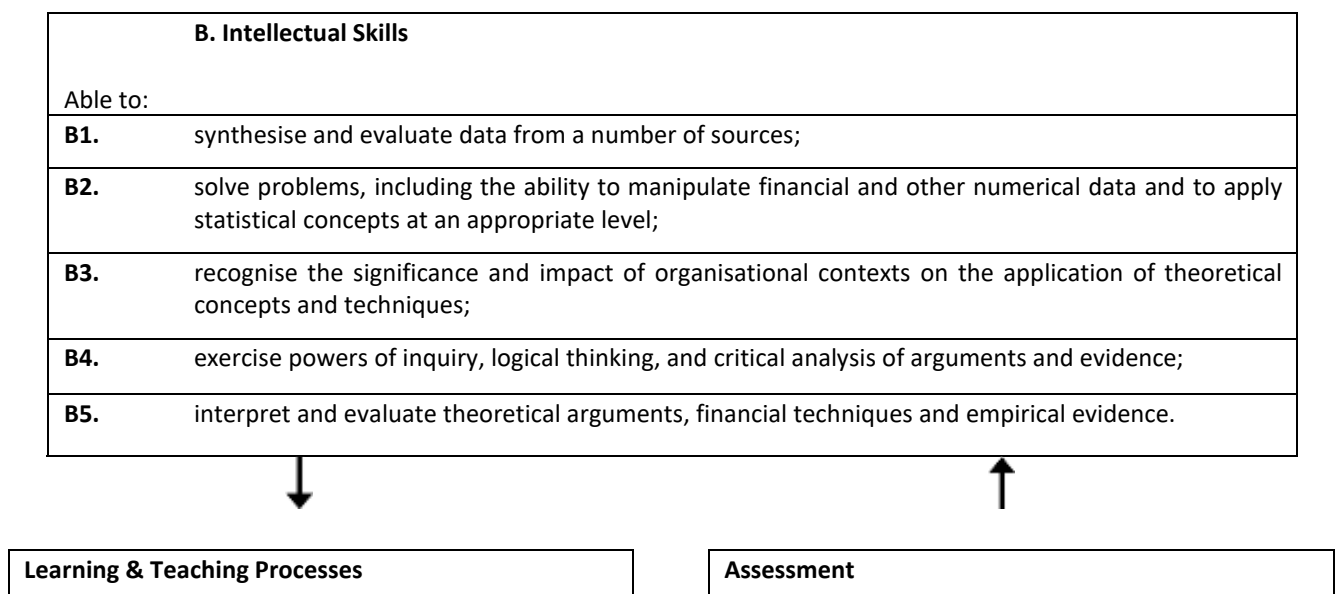 B. Intellectual Skills
Able to:
B1. synthesise and evaluate data from a number of sources;
B2. solve problems, including the ability to manipulate financial and other numerical data and to apply
statistical concepts at an appropriate level;
B3. recognise the significance and impact of organisational contexts on the application of theoretical
concepts and techniques;
B4. exercise powers of inquiry, logical thinking, and critical analysis of arguments and evidence;
B5. interpret and evaluate theoretical arguments, financial techniques and empirical evidence.
Learning & Teaching Processes
Assessment